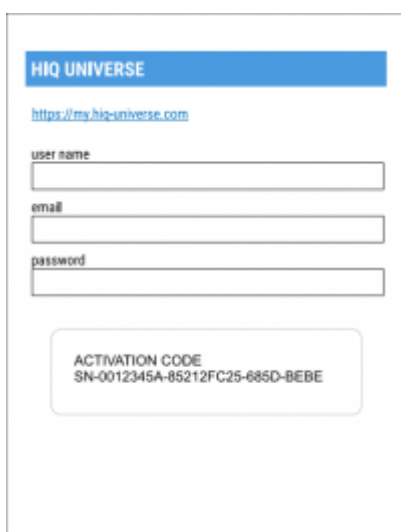 HIQ UNIVERSE
https://my.hiq-universe.com
user name
email
password
ACTIVATION CODE
SN-0012345A-85212FC25-685D-BEBE